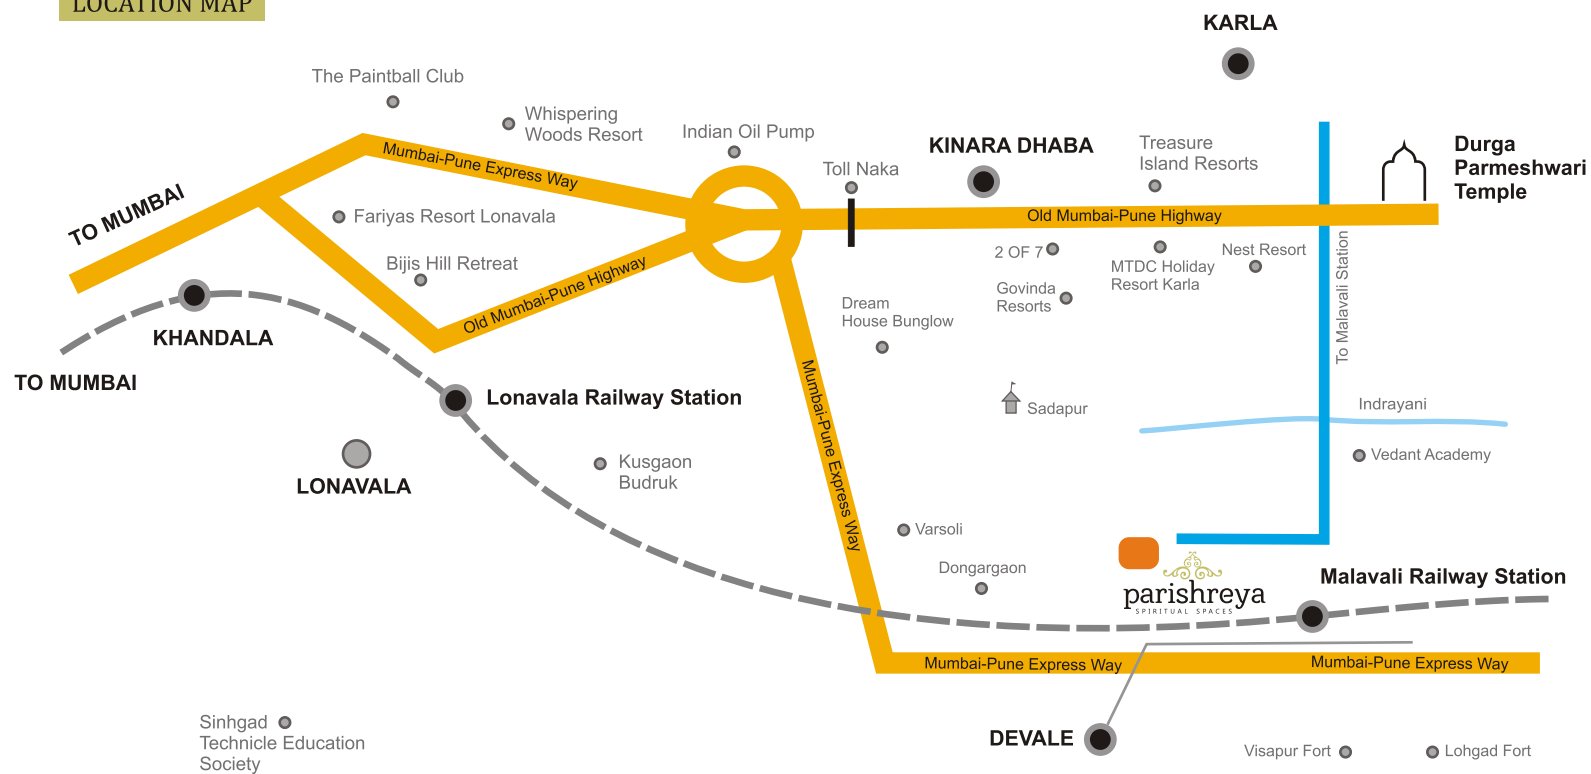 LOCATION MAP
KARLA
The Paintball Club
Whispering
Woods Resort
Indian Oil Pump
KINARA DHABA
Treasure
Island Resorts
Durga
Parmeshwari
Temple
Mumbai-Pune Express Way
Toll Naka
TO MUMBAI
Fariyas Resort Lonavala
Old Mumbai-Pune Highway
Bijis Hill Retreat
Old Mumbai-Pune Highway
2 OF 7
MTDC Holiday
Resort Karla
Nest Resort
To Malavali Station
Govinda
Resorts
Dream
House Bunglow
KHANDALA
TO MUMBAI
Lonavala Railway Station
Mumbai-Pune Express Way
Sadapur
Indrayani
Vedant Academy
LONAVALA
Kusgaon
Budruk
Varsoli
Dongargaon
parishreya
SPIRITUAL SPACES
Malavali Railway Station
Mumbai-Pune Express Way
Mumbai-Pune Express Way
Sinhgad
Technicle Education
Society
DEVALE
Visapur Fort
Lohgad Fort